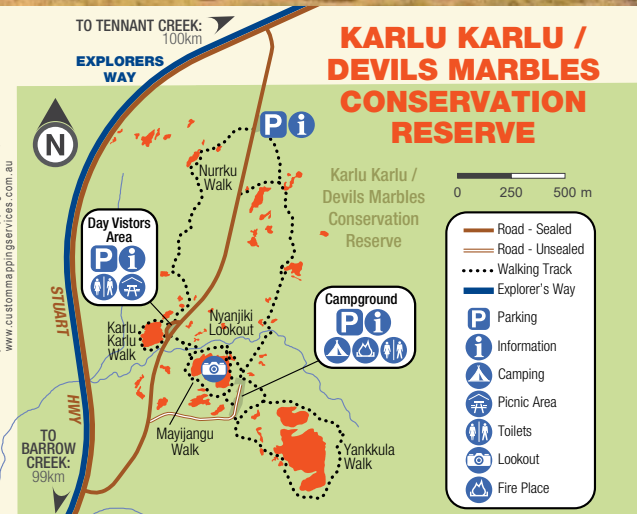 TO TENNANT CREEK:
100km
EXPLORERS
WAY
KARLU KARLU /
DEVILS MARBLES
CONSERVATION
RESERVE
N
P i
Nurrku
Walk
Karlu Karlu /
Devils Marbles
Conservation
Reserve
0 250 500 m
www.custommappingservices.com.au
Day Vistors
Area
P i
STUART
HWY
Karlu
Karlu
Walk
Nyanjiki
Lookout
Campground
P i
Mayijangu
Walk
Yankkula
Walk
TO
BARROW
CREEK:
99km
Road - Sealed
Road - Unsealed
Walking Track
Explorer's Way
P Parking
i Information
Camping
Picnic Area
Toilets
Lookout
Fire Place